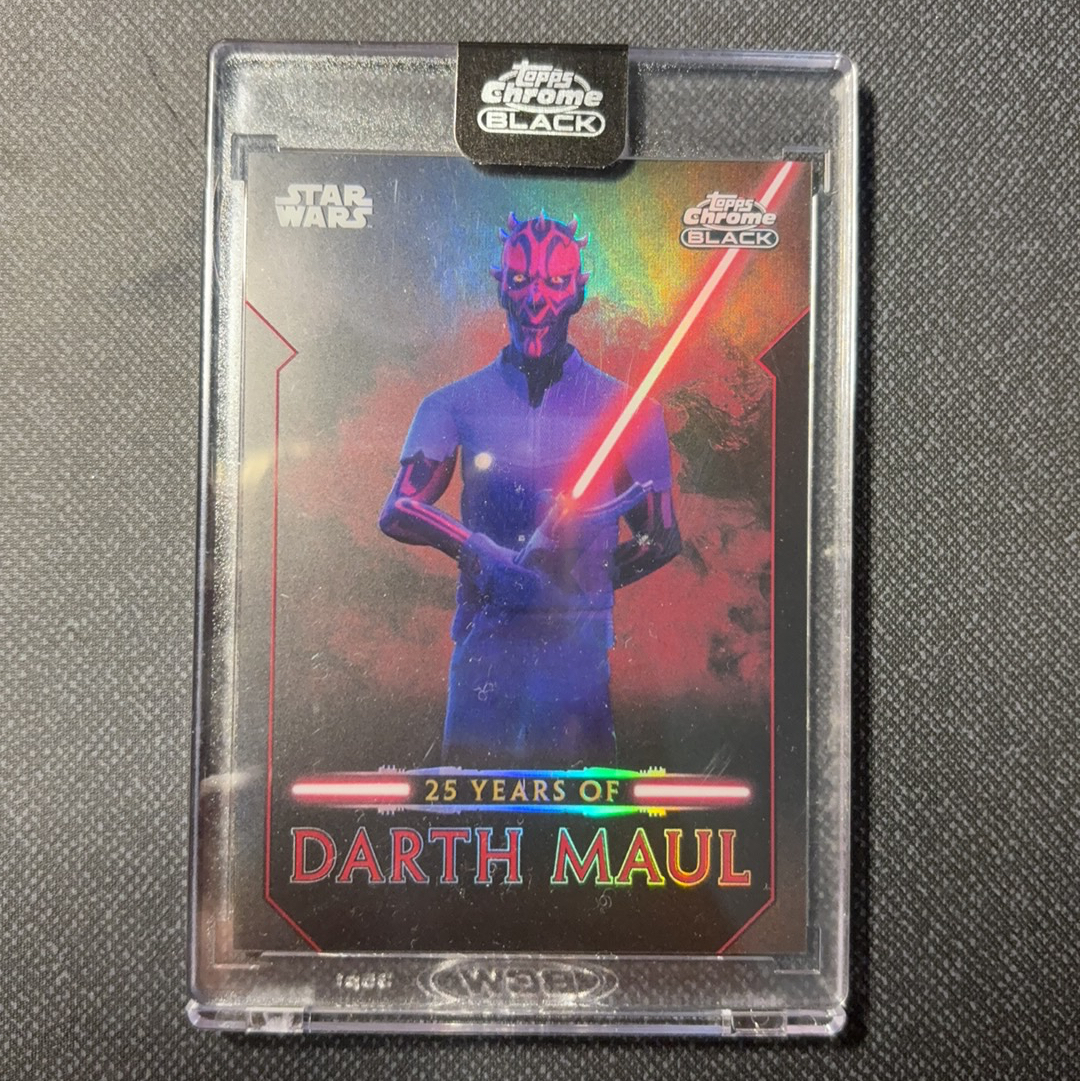 Topps
Chrome
BLACK
STAR
WARS
Topps
Chrome
BLACK
25 YEARS OF
DARTH MAUL